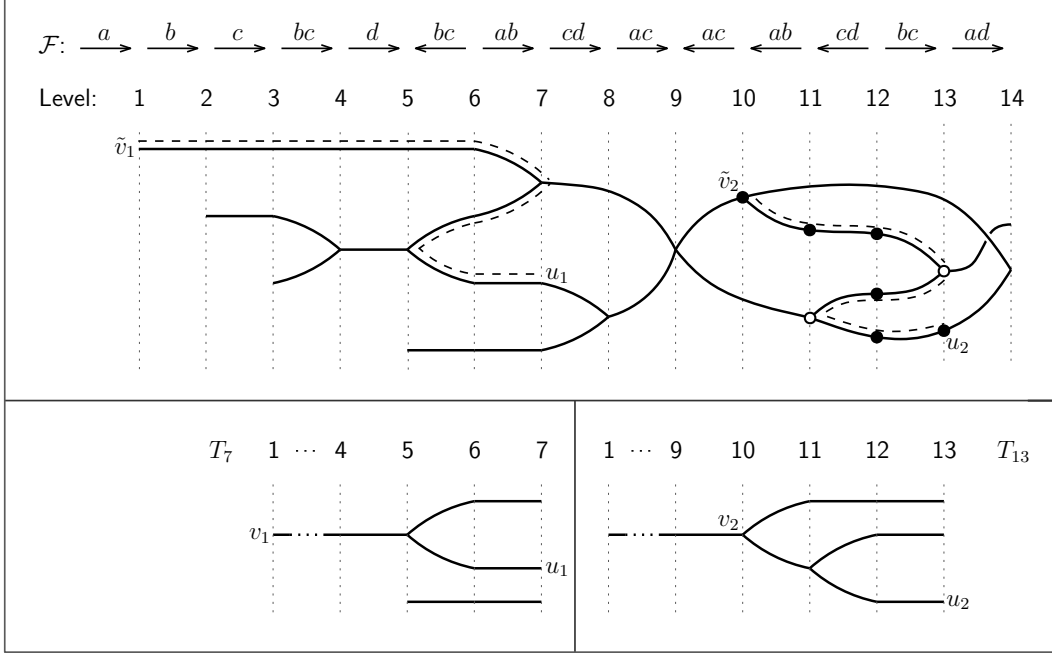 𝓕: a b c bc d bc ab cd ac ac ab cd bc ad
Level: 1 2 3 4 5 6 7 8 9 10 11 12 13 14
ṽ₁
ṽ₂
u₁
u₂
T₇ 1 ⋯ 4 5 6 7
v₁
u₁
1 ⋯ 9 10 11 12 13 T₁₃
v₂
u₂